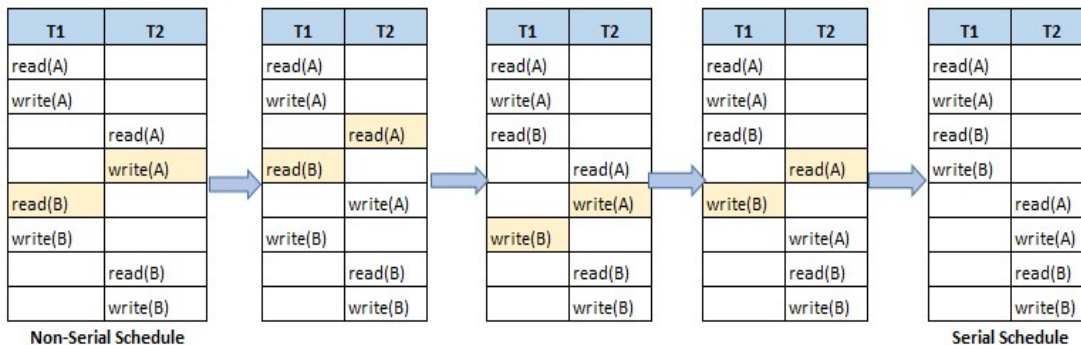 T1 T2 T1 T2 T1 T2 T1 T2 T1 T2
read(A) read(A) read(A) read(A) read(A)
write(A) write(A) write(A) write(A) write(A)
read(A) read(A) read(B) read(B) read(B)
write(A) read(B) read(A) read(A) write(B)
read(B) write(A) write(A) write(B) read(A)
write(B) write(B) write(B) write(A) write(A)
read(B) read(B) read(B) read(B) read(B)
write(B) write(B) write(B) write(B) write(B)
Non-Serial Schedule Serial Schedule